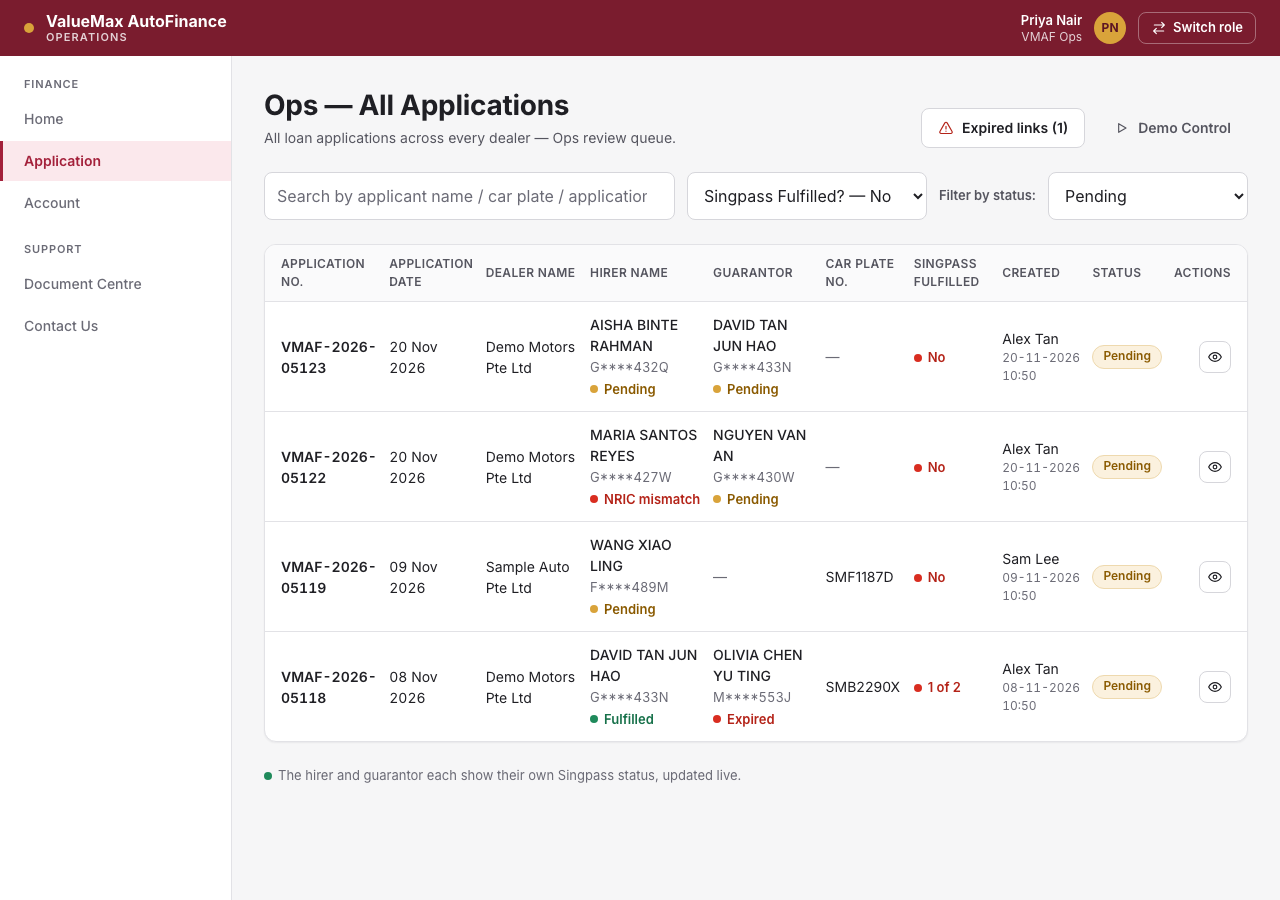 ValueMax AutoFinance
OPERATIONS
Priya Nair
VMAF Ops
PN
Switch role
FINANCE
Home
Application
Account
SUPPORT
Document Centre
Contact Us
Ops — All Applications
All loan applications across every dealer — Ops review queue.
Expired links (1)
Demo Control
Search by applicant name / car plate / application
Singpass Fulfilled? — No
Filter by status:
Pending
APPLICATION NO.
APPLICATION DATE
DEALER NAME
HIRER NAME
GUARANTOR
CAR PLATE NO.
SINGPASS FULFILLED
CREATED
STATUS
ACTIONS
VMAF-2026-
05123
20 Nov
2026
Demo Motors
Pte Ltd
AISHA BINTE
RAHMAN
G****432Q
Pending
DAVID TAN
JUN HAO
G****433N
Pending
—
No
Alex Tan
20-11-2026
10:50
Pending
VMAF-2026-
05122
20 Nov
2026
Demo Motors
Pte Ltd
MARIA SANTOS
REYES
G****427W
NRIC mismatch
NGUYEN VAN
AN
G****430W
Pending
—
No
Alex Tan
20-11-2026
10:50
Pending
VMAF-2026-
05119
09 Nov
2026
Sample Auto
Pte Ltd
WANG XIAO
LING
F****489M
Pending
—
SMF1187D
No
Sam Lee
09-11-2026
10:50
Pending
VMAF-2026-
05118
08 Nov
2026
Demo Motors
Pte Ltd
DAVID TAN JUN
HAO
G****433N
Fulfilled
OLIVIA CHEN
YU TING
M****553J
Expired
SMB2290X
1 of 2
Alex Tan
08-11-2026
10:50
Pending
The hirer and guarantor each show their own Singpass status, updated live.